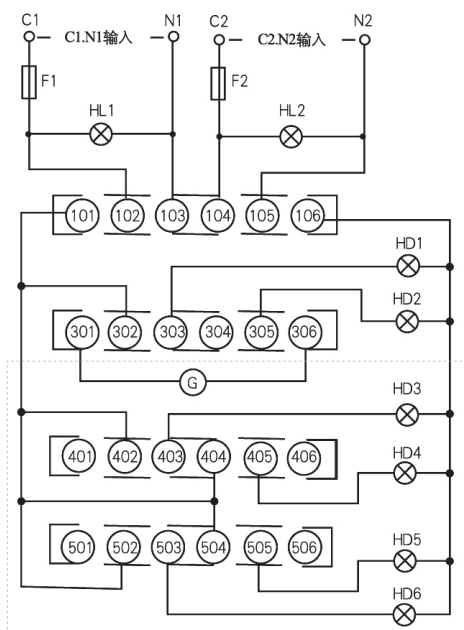 C1 N1 C2 N2
C1.N1输入 C2.N2输入
F1 F2
HL1 HL2
101 102 103 104 105 106
HD1
HD2
301 302 303 304 305 306
G
HD3
401 402 403 404 405 406
HD4
501 502 503 504 505 506
HD5
HD6